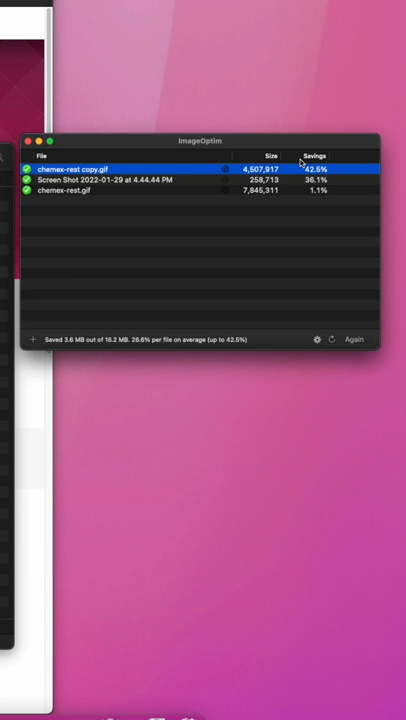 ImageOptim
File Size Savings
chemex-rest copy.gif 4,507,917 42.5%
Screen Shot 2022-01-29 at 4.44.44 PM 258,713 36.1%
chemex-rest.gif 7,845,311 1.1%
Saved 3.6 MB out of 16.2 MB. 26.6% per file on average (up to 42.5%) Again